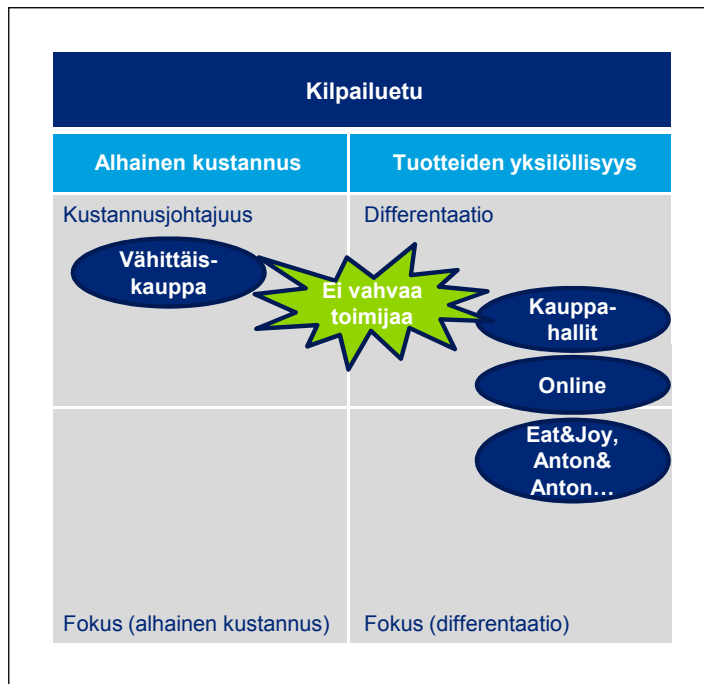 Kilpailuetu
Alhainen kustannus
Tuotteiden yksilöllisyys
Kustannusjohtajuus
Differentaatio
Vähittäis-
kauppa
Ei vahvaa
toimijaa
Kauppa-
hallit
Online
Eat&Joy,
Anton&
Anton…
Fokus (alhainen kustannus)
Fokus (differentaatio)